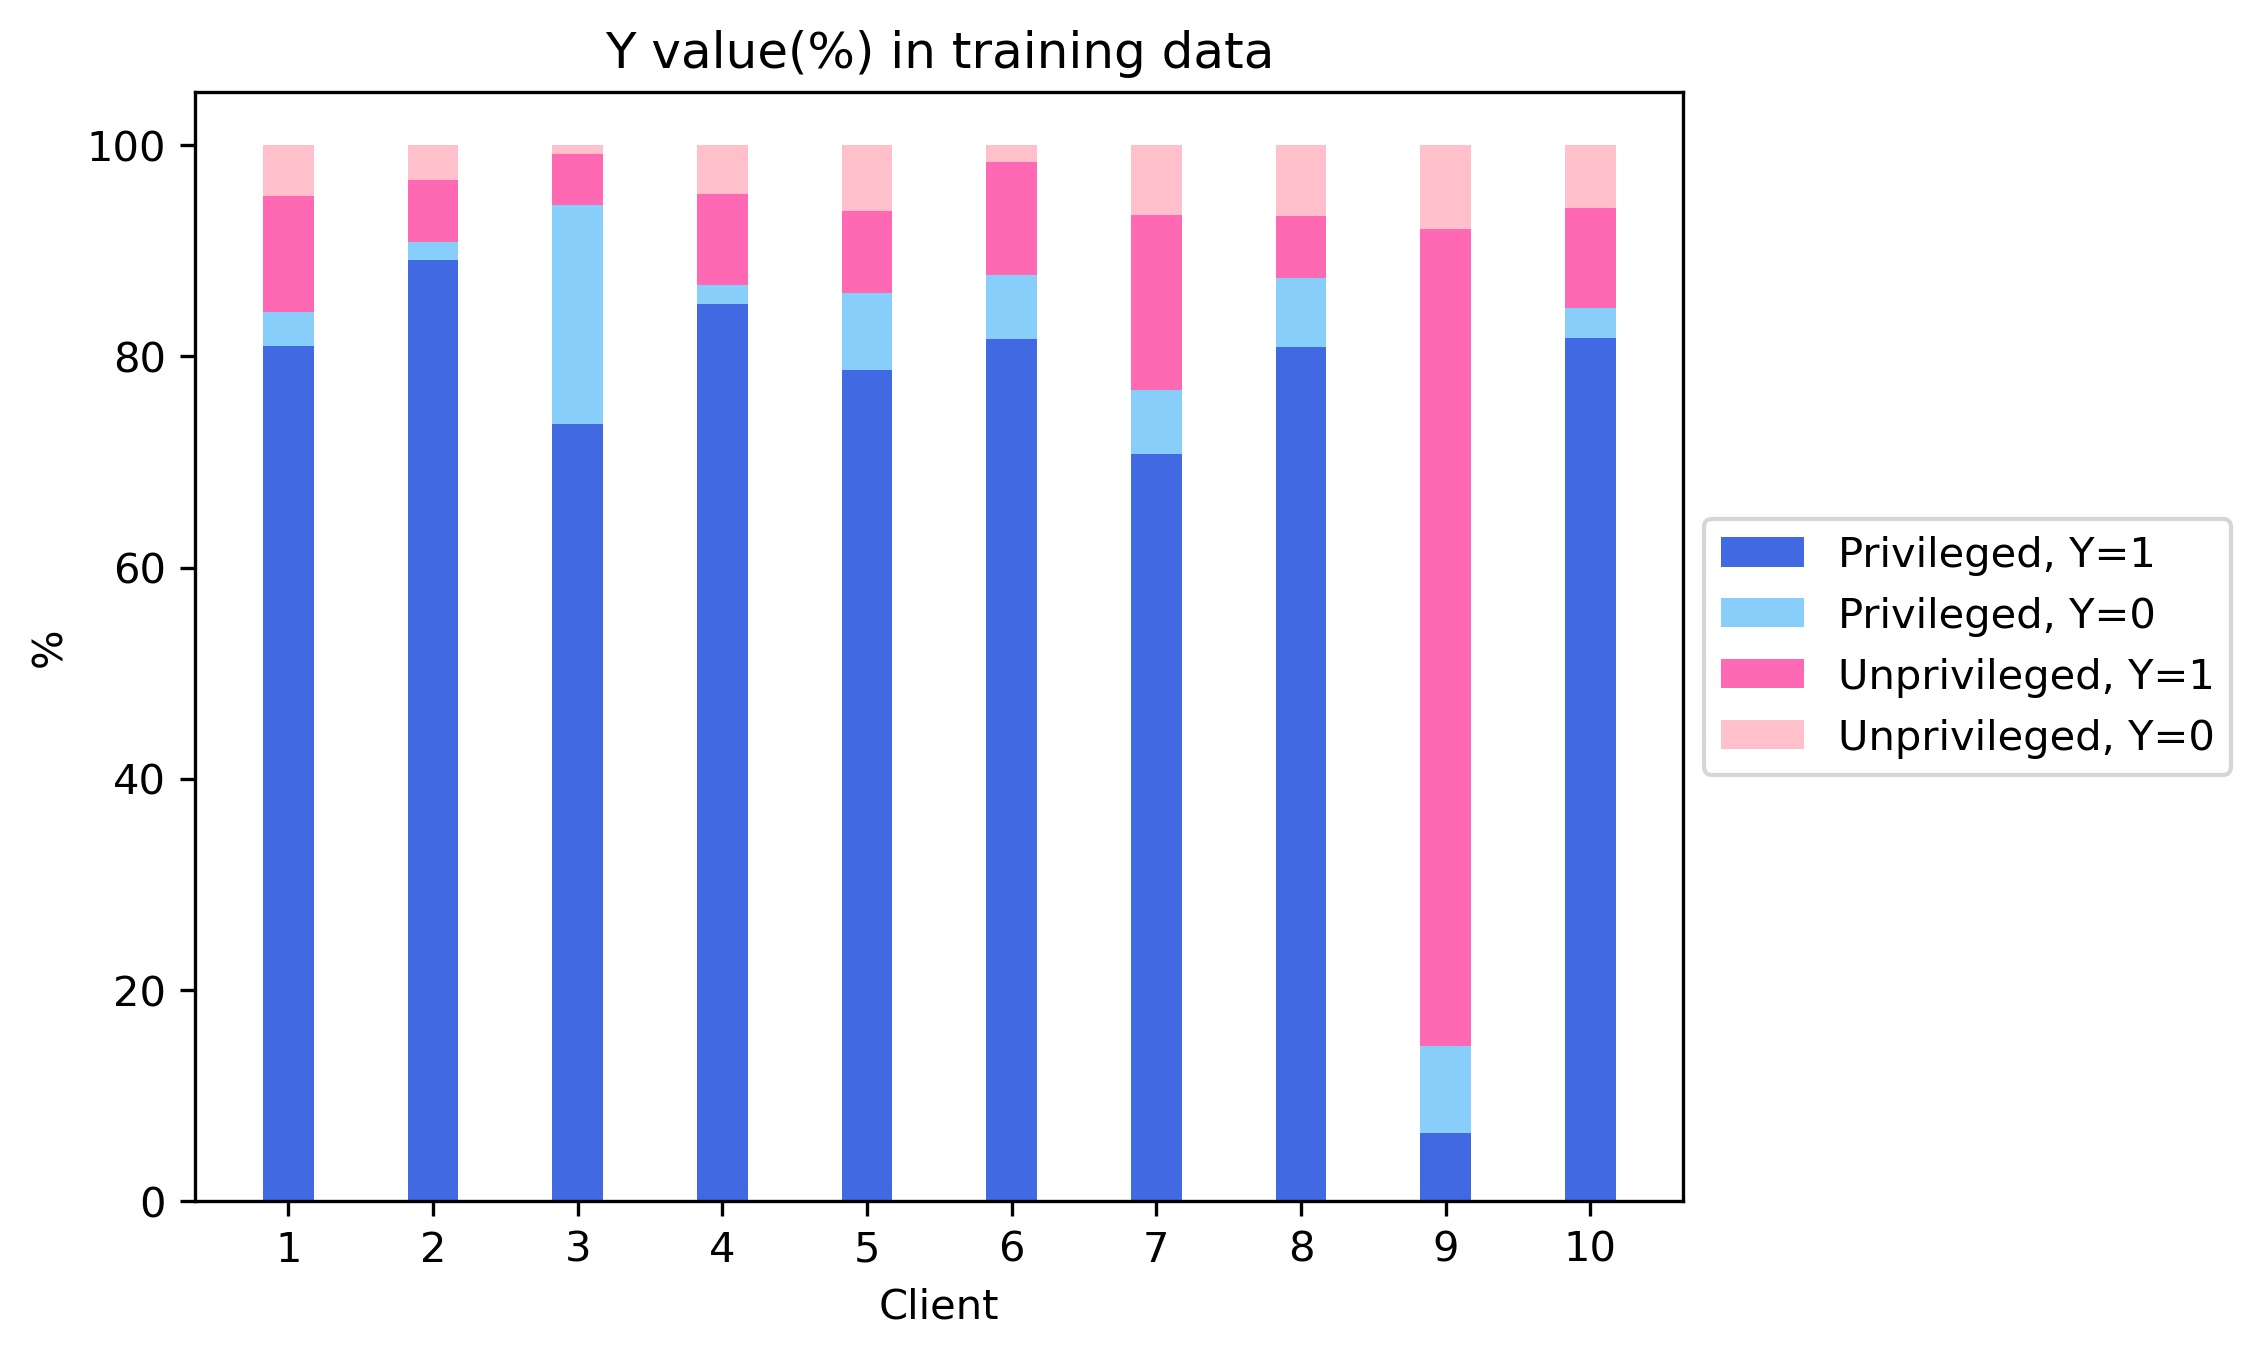 Y value(%) in training data
100
80
60
40
20
0
%
1 2 3 4 5 6 7 8 9 10
Client
Privileged, Y=1
Privileged, Y=0
Unprivileged, Y=1
Unprivileged, Y=0